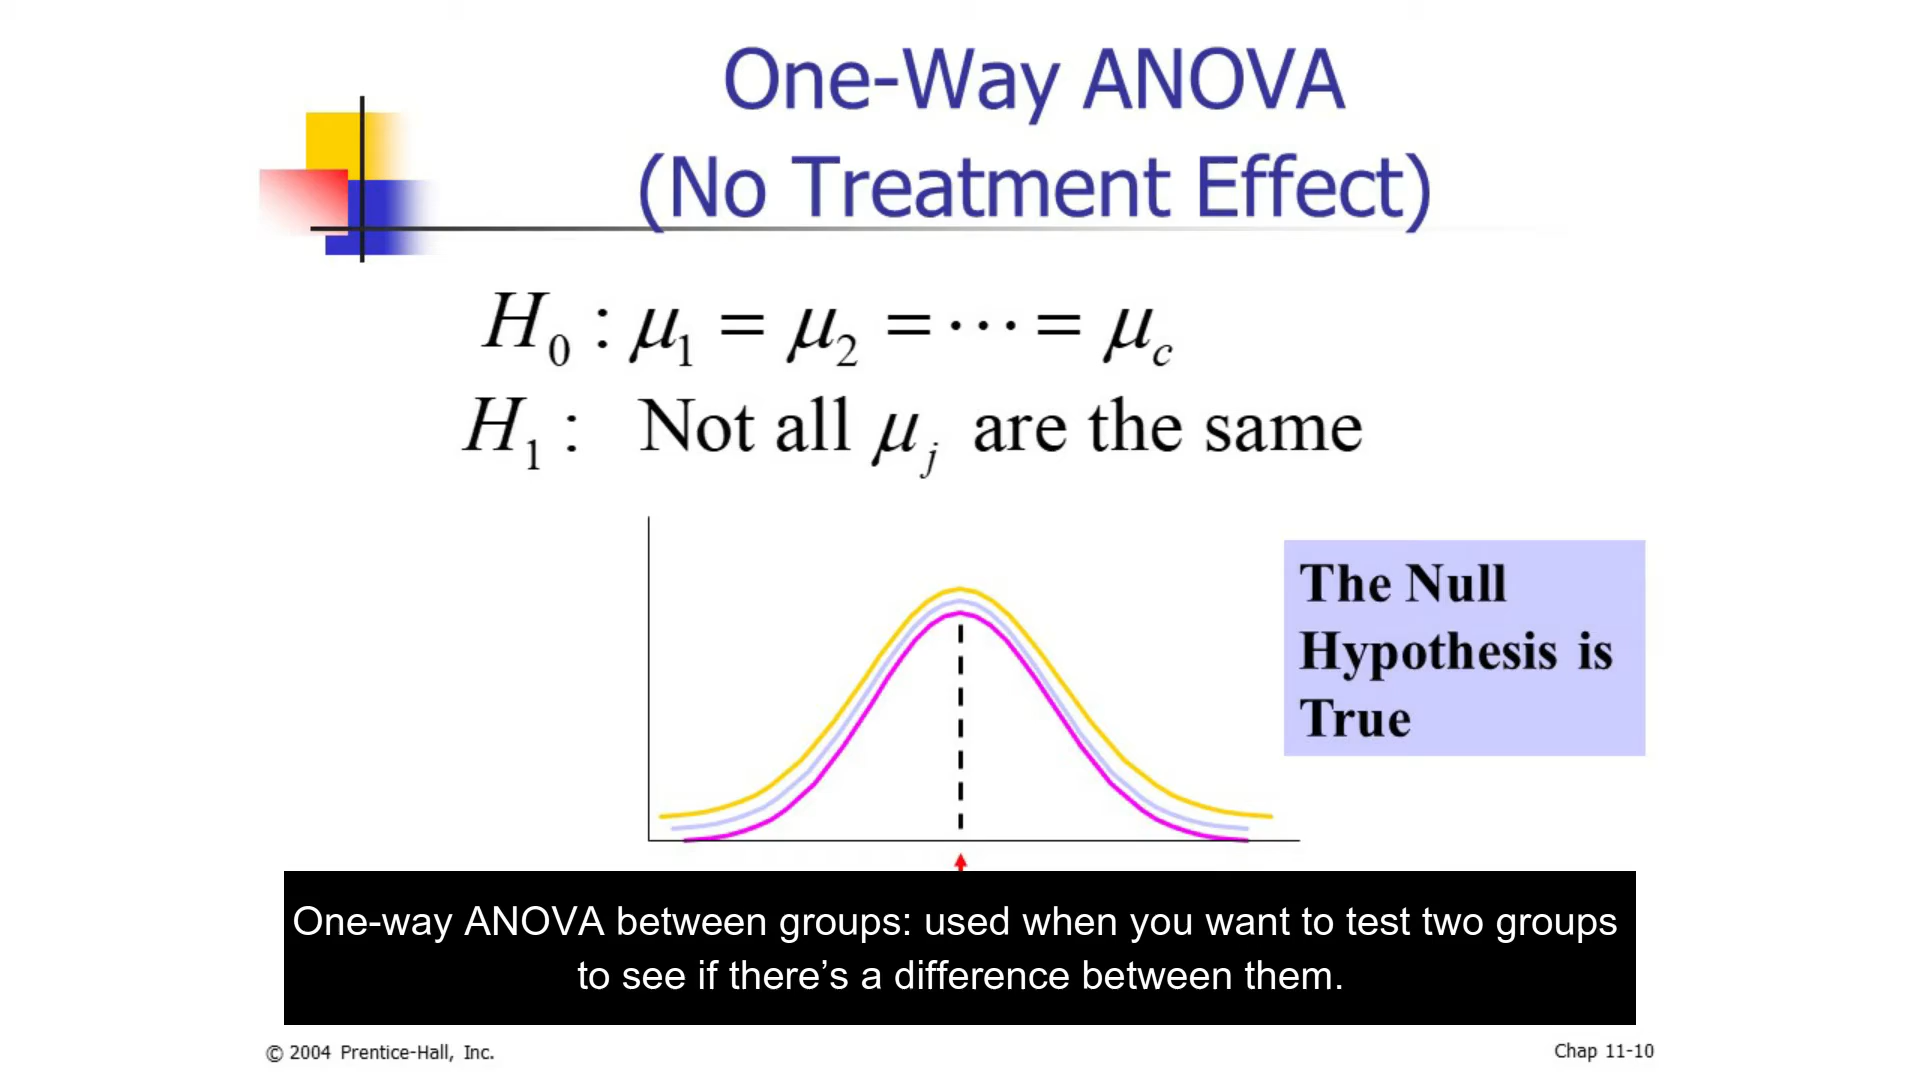 One-Way ANOVA
(No Treatment Effect)
H₀ : μ₁ = μ₂ = ⋯ = μ_c
H₁ : Not all μ_j are the same
The Null
Hypothesis is
True
One-way ANOVA between groups: used when you want to test two groups
to see if there’s a difference between them.
© 2004 Prentice-Hall, Inc.
Chap 11-10